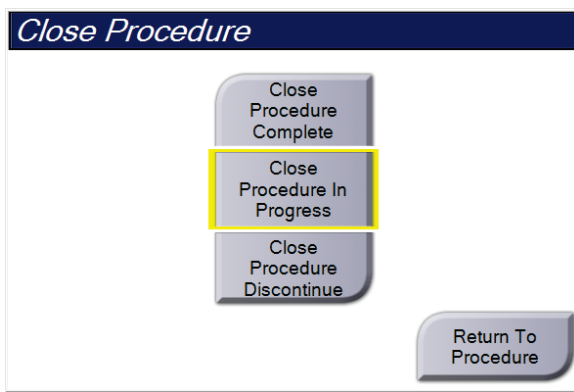 Close Procedure
Close
Procedure
Complete
Close
Procedure In
Progress
Close
Procedure
Discontinue
Return To
Procedure